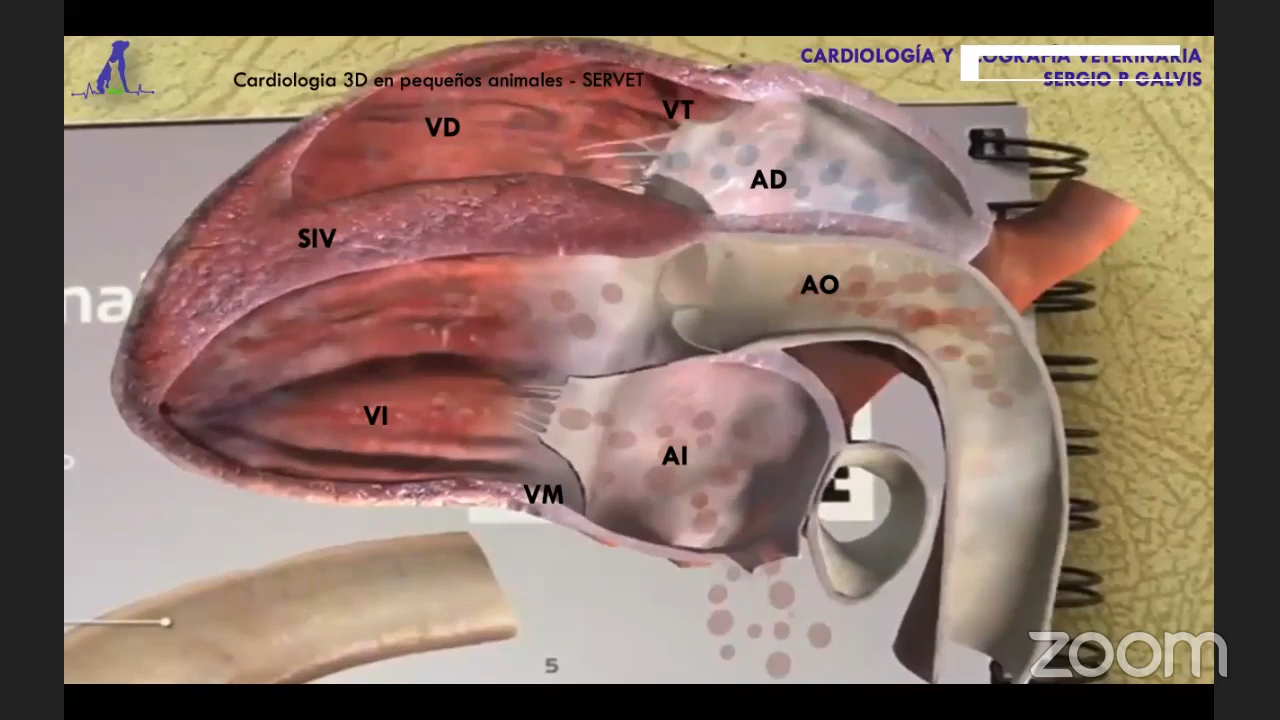 CARDIOLOGÍA Y
SERGIO P GALVIS
Cardiologia 3D en pequeños animales - SERVET
VT
VD
AD
SIV
na
AO
VI
AI
VM
E
5
zoom